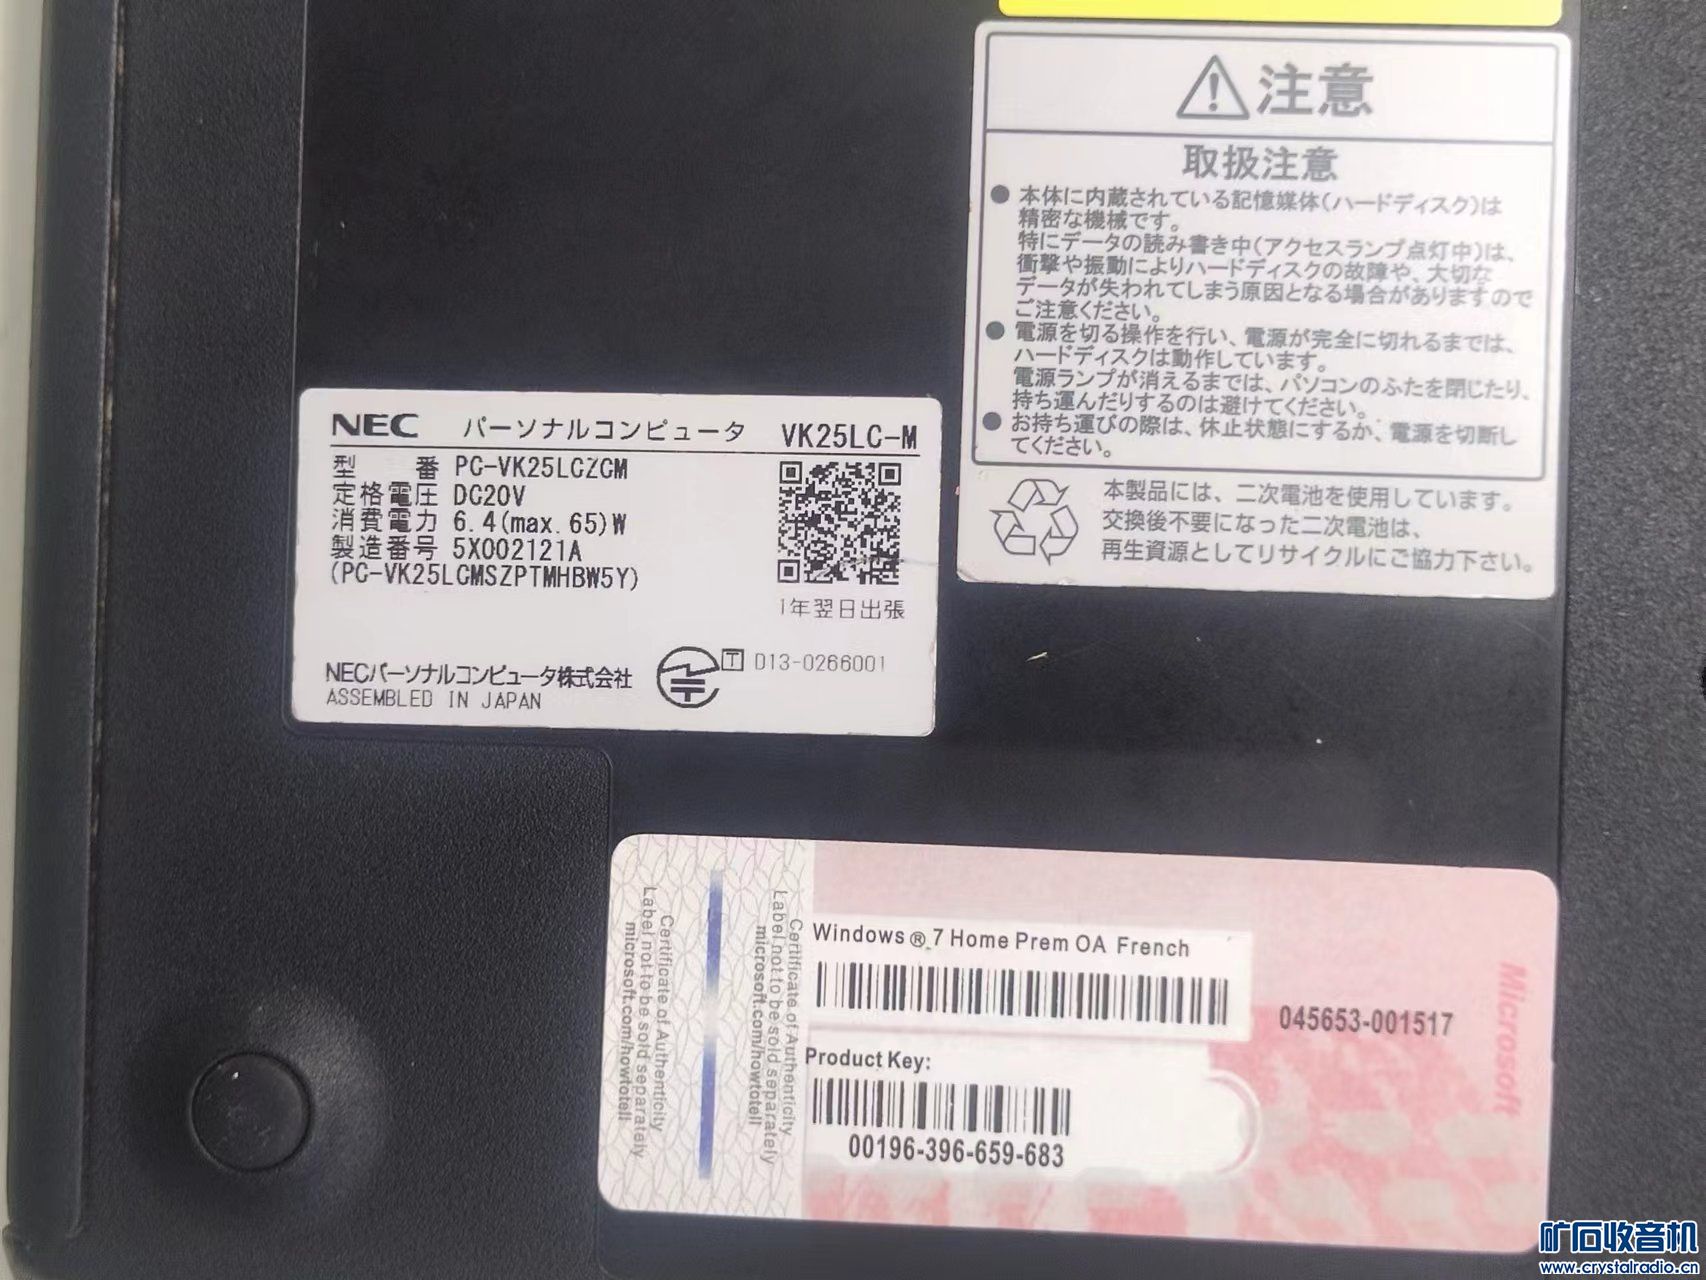 注意
取扱注意
● 本体に内蔵されている記憶媒体(ハードディスク)は
精密な機械です。
特にデータの読み書き中(アクセスランプ点灯中)は、
衝撃や振動によりハードディスクの故障や、大切な
データが失われてしまう原因となる場合がありますので
ご注意ください。
● 電源を切る操作を行い、電源が完全に切れるまでは、
ハードディスクは動作しています。
電源ランプが消えるまでは、パソコンのふたを閉じたり、
持ち運んだりするのは避けてください。
● お持ち運びの際は、休止状態にするか、電源を切断し
てください。
本製品には、二次電池を使用しています。
交換後不要になった二次電池は、
再生資源としてリサイクルにご協力下さい。
NEC パーソナルコンピュータ VK25LC-M
型番 PC-VK25LCZCM
定格電圧 DC20V
消費電力 6.4(max.65)W
製造番号 5X002121A
(PC-VK25LCMSZPTMHBW5Y)
1年翌日出張
NECパーソナルコンピュータ株式会社
ASSEMBLED IN JAPAN
T D13-0266001
Certificate of Authenticity
Label not to be sold separately
microsoft.com/howtotell
Certificate of Authenticity
Label not to be sold separately
microsoft.com/howtotell
Windows® 7 Home Prem OA French
045653-001517
Product Key:
00196-396-659-683
Microsoft
矿石收音机
www.crystalradio.cn